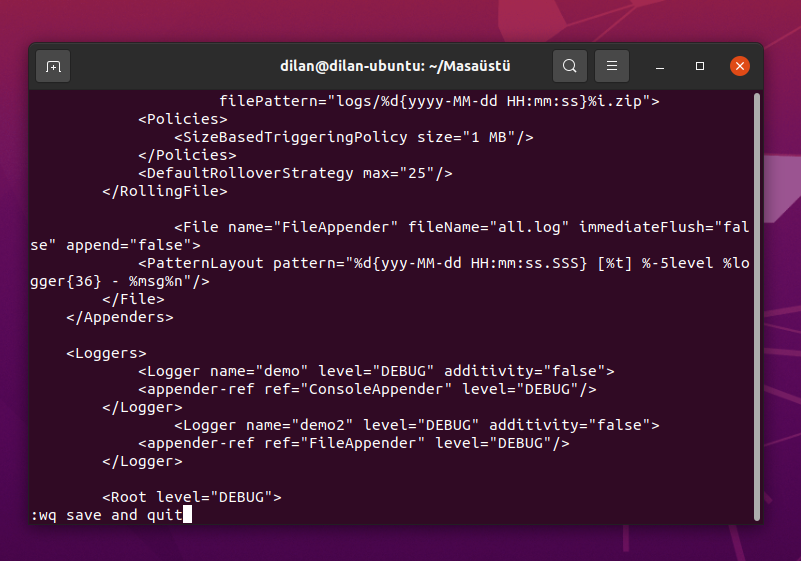 dilan@dilan-ubuntu: ~/Masaüstü
filePattern="logs/%d{yyyy-MM-dd HH:mm:ss}%i.zip">
<Policies>
<SizeBasedTriggeringPolicy size="1 MB"/>
</Policies>
<DefaultRolloverStrategy max="25"/>
</RollingFile>
<File name="FileAppender" fileName="all.log" immediateFlush="fal
se" append="false">
<PatternLayout pattern="%d{yyy-MM-dd HH:mm:ss.SSS} [%t] %-5level %lo
gger{36} - %msg%n"/>
</File>
</Appenders>
<Loggers>
<Logger name="demo" level="DEBUG" additivity="false">
<appender-ref ref="ConsoleAppender" level="DEBUG"/>
</Logger>
<Logger name="demo2" level="DEBUG" additivity="false">
<appender-ref ref="FileAppender" level="DEBUG"/>
</Logger>
<Root level="DEBUG">
:wq save and quit